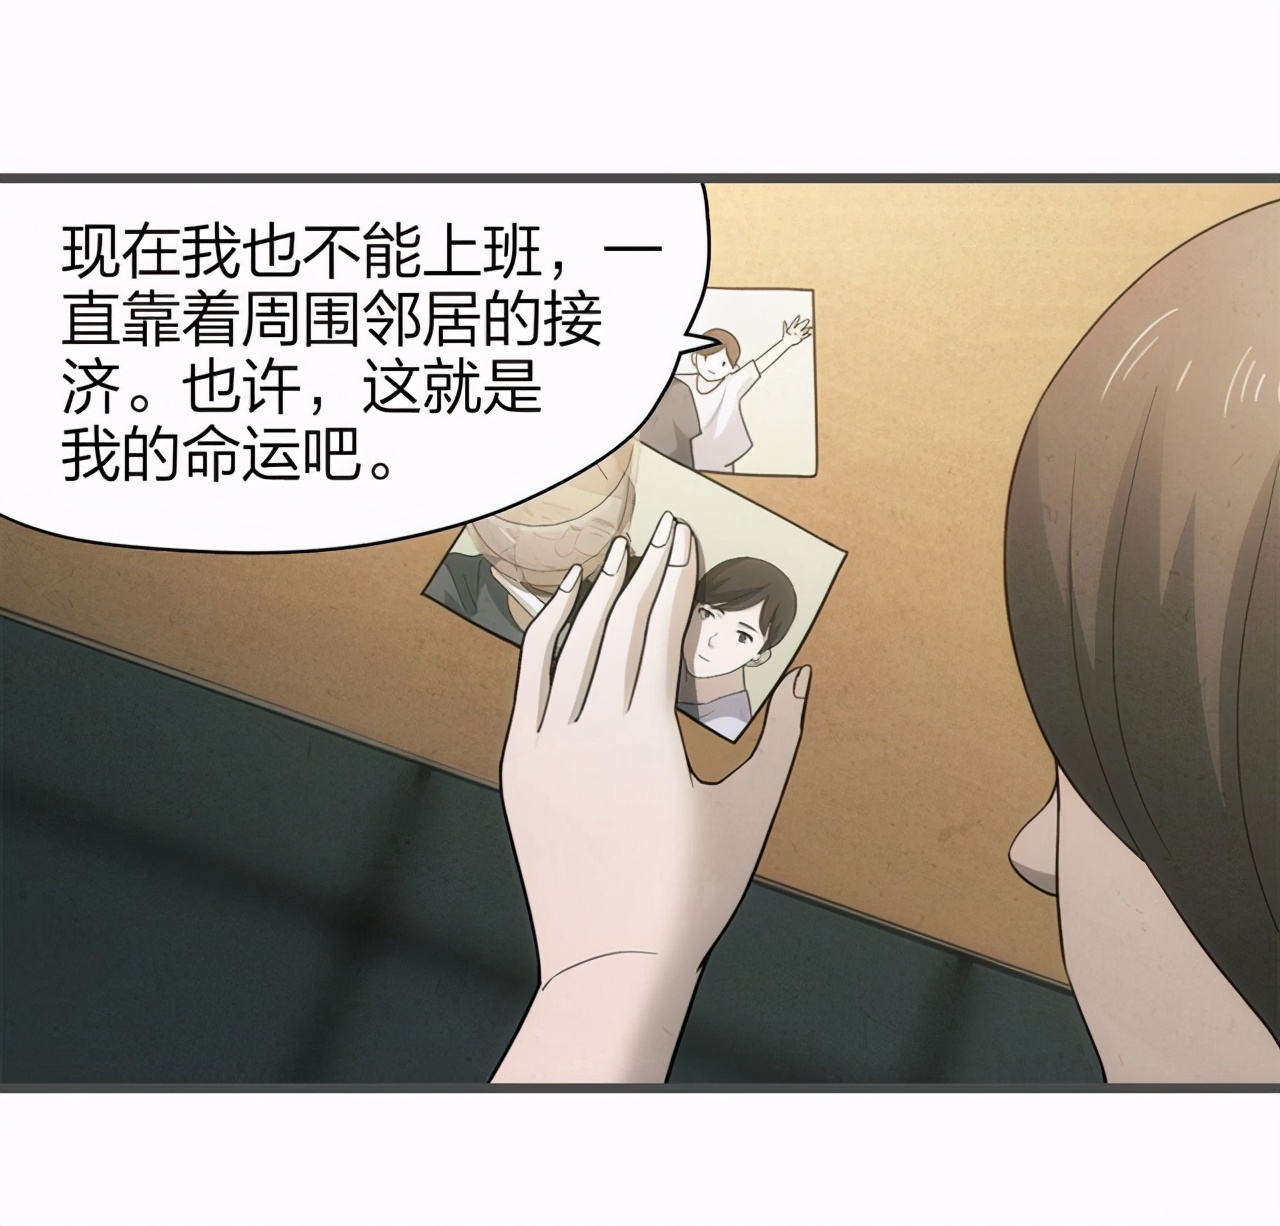 现在我也不能上班，一
直靠着周围邻居的接
济。也许，这就是
我的命运吧。